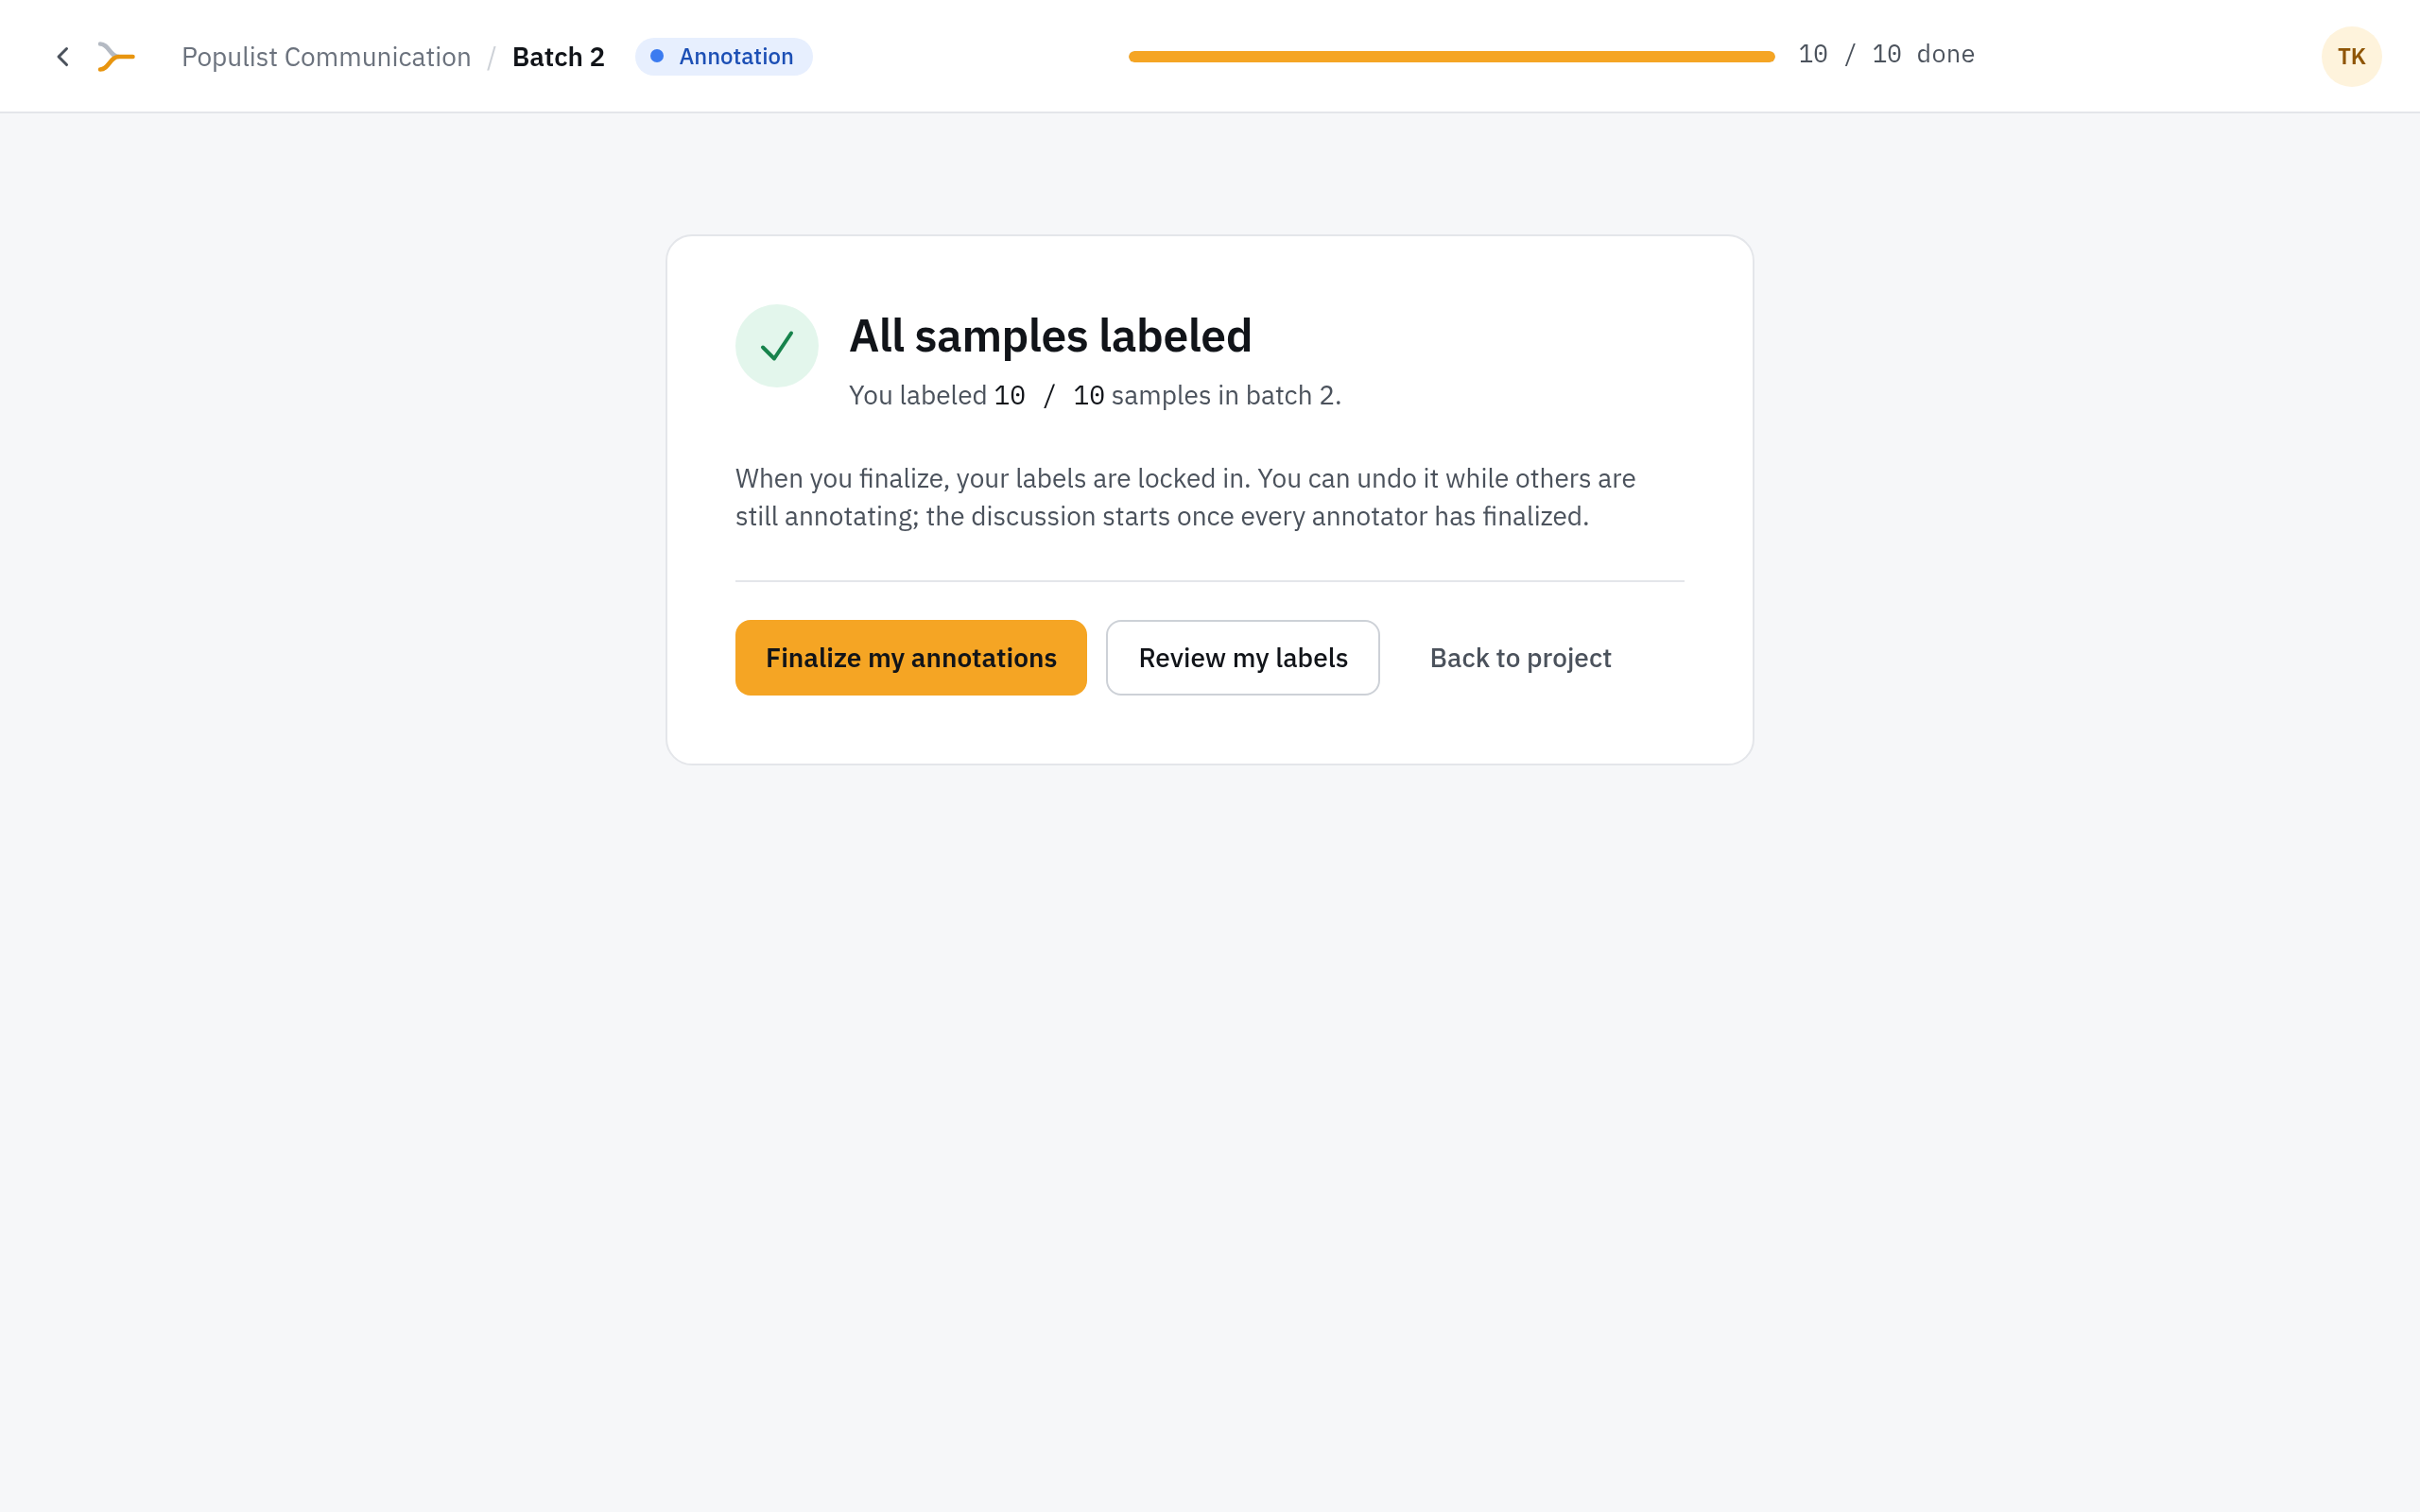 Populist Communication / Batch 2 Annotation 10 / 10 done TK
All samples labeled
You labeled 10 / 10 samples in batch 2.
When you finalize, your labels are locked in. You can undo it while others are
still annotating; the discussion starts once every annotator has finalized.
Finalize my annotations Review my labels Back to project